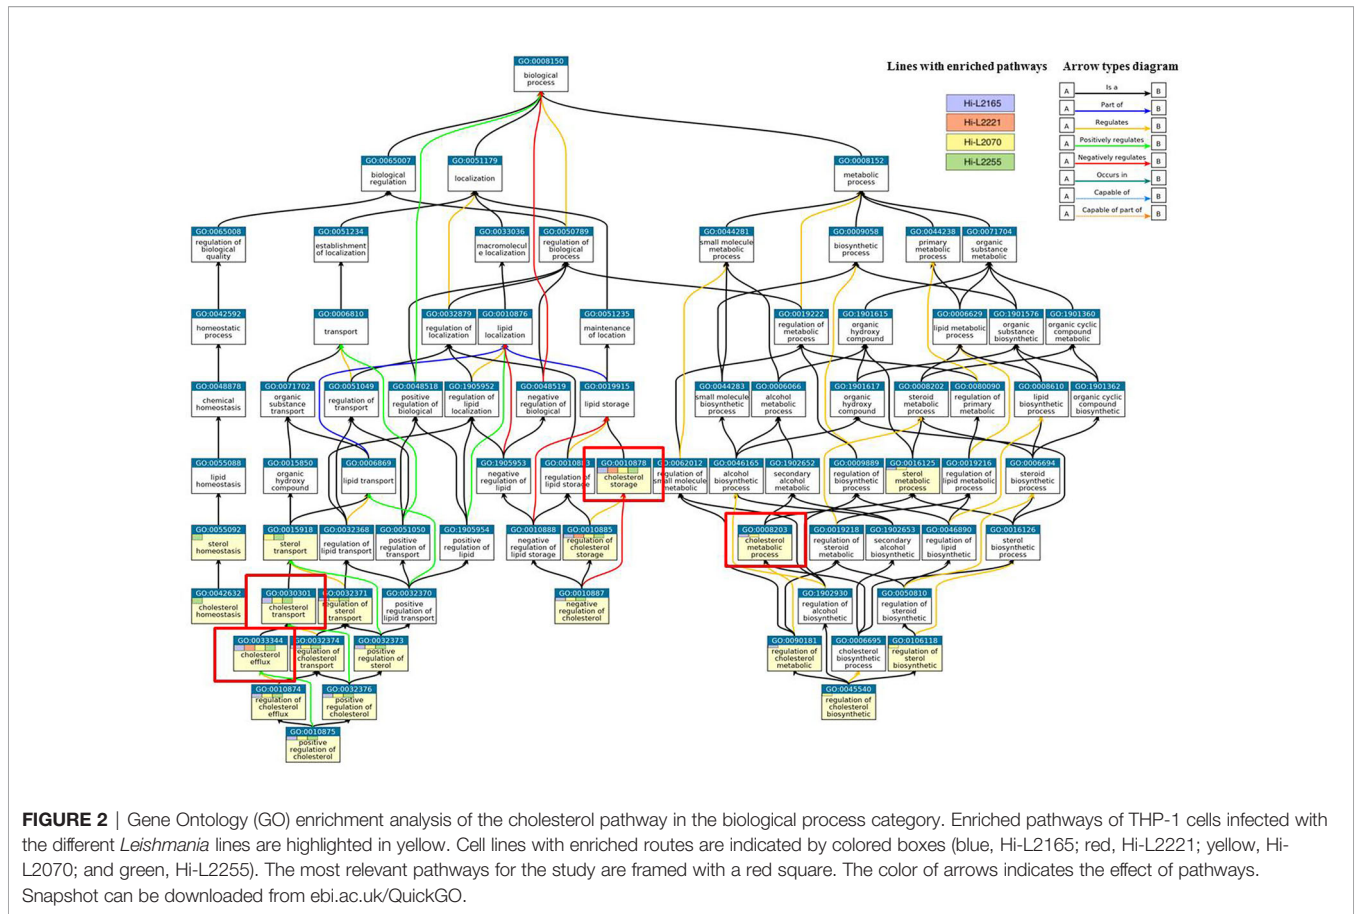 GO:0008150
biological
process
Lines with enriched pathways
Hi-L2165
Hi-L2221
Hi-L2070
Hi-L2255
Arrow types diagram
A Is a B
A Part of B
A Regulates B
A Positively regulates B
A Negatively regulates B
A Occurs in B
A Capable of B
A Capable of part of B
GO:0065007
biological
regulation
GO:0051179
localization
GO:0008152
metabolic
process
GO:0065008
regulation of
biological
quality
GO:0051234
establishment
of localization
GO:0033036
macromolecul
e localization
GO:0050789
regulation of
biological
process
GO:0044281
small molecule
metabolic
process
GO:0009058
biosynthetic
process
GO:0044238
primary
metabolic
process
GO:0071704
organic
substance
metabolic
GO:0042592
homeostatic
process
GO:0006810
transport
GO:0032879
regulation of
localization
GO:0010876
lipid
localization
GO:0051235
maintenance
of location
GO:0019222
regulation of
metabolic
process
GO:1901615
organic
hydroxy
compound
GO:0006629
lipid metabolic
process
GO:1901576
organic
substance
biosynthetic
GO:1901360
organic cyclic
compound
metabolic
GO:0048878
chemical
homeostasis
GO:0071702
organic
substance
transport
GO:0051049
regulation of
transport
GO:0048518
positive
regulation of
biological
GO:1905952
regulation of
lipid
localization
GO:0048519
negative
regulation of
biological
GO:0019915
lipid storage
GO:0044283
small molecule
biosynthetic
process
GO:0006066
alcohol
metabolic
process
GO:1901617
organic
hydroxy
compound
GO:0008202
steroid
metabolic
process
GO:0080090
regulation of
primary
metabolic
GO:0008610
lipid
biosynthetic
process
GO:1901362
organic cyclic
compound
biosynthetic
GO:0055088
lipid
homeostasis
GO:0015850
organic
hydroxy
compound
GO:0006869
lipid transport
GO:1905953
negative
regulation of
lipid
regulation of
lipid storage
GO:0010878
cholesterol
storage
GO:0062012
regulation of
small molecule
metabolic
GO:0046165
alcohol
biosynthetic
process
GO:1902652
secondary
alcohol
metabolic
GO:0009889
regulation of
biosynthetic
process
GO:0016125
sterol
metabolic
process
GO:0019216
regulation of
lipid metabolic
process
GO:0006694
steroid
biosynthetic
process
GO:0055092
sterol
homeostasis
GO:0015918
sterol
transport
GO:0032368
regulation of
lipid transport
GO:0051050
positive
regulation of
transport
GO:1905954
positive
regulation of
lipid
GO:0010888
negative
regulation of
lipid storage
GO:0010885
regulation of
cholesterol
storage
GO:0008203
cholesterol
metabolic
process
GO:0019218
regulation of
steroid
metabolic
GO:1902653
secondary
alcohol
biosynthetic
GO:0046890
regulation of
lipid
biosynthetic
GO:0016126
sterol
biosynthetic
process
GO:0042632
cholesterol
homeostasis
GO:0030301
cholesterol
transport
GO:0032371
regulation of
sterol
transport
GO:0032370
positive
regulation of
lipid transport
GO:0010887
negative
regulation of
cholesterol
GO:1902930
regulation of
alcohol
biosynthetic
GO:0050810
regulation of
steroid
biosynthetic
GO:0033344
cholesterol
efflux
GO:0032374
regulation of
cholesterol
transport
GO:0032373
positive
regulation of
sterol
GO:0090181
regulation of
cholesterol
metabolic
GO:0006695
cholesterol
biosynthetic
process
GO:0106118
regulation of
sterol
biosynthetic
GO:0010874
regulation of
cholesterol
efflux
GO:0032376
positive
regulation of
cholesterol
GO:0045540
regulation of
cholesterol
biosynthetic
GO:0010875
positive
regulation of
cholesterol
FIGURE 2 | Gene Ontology (GO) enrichment analysis of the cholesterol pathway in the biological process category. Enriched pathways of THP-1 cells infected with
the different Leishmania lines are highlighted in yellow. Cell lines with enriched routes are indicated by colored boxes (blue, Hi-L2165; red, Hi-L2221; yellow, Hi-
L2070; and green, Hi-L2255). The most relevant pathways for the study are framed with a red square. The color of arrows indicates the effect of pathways.
Snapshot can be downloaded from ebi.ac.uk/QuickGO.